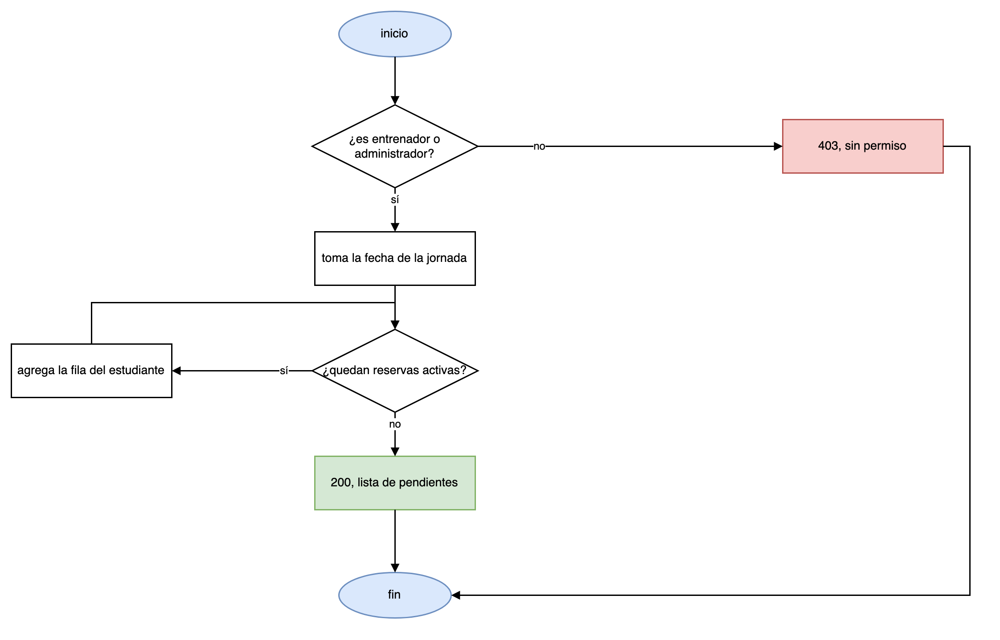 inicio
¿es entrenador o
administrador?
no
403, sin permiso
sí
toma la fecha de la jornada
agrega la fila del estudiante
sí
¿quedan reservas activas?
no
200, lista de pendientes
fin